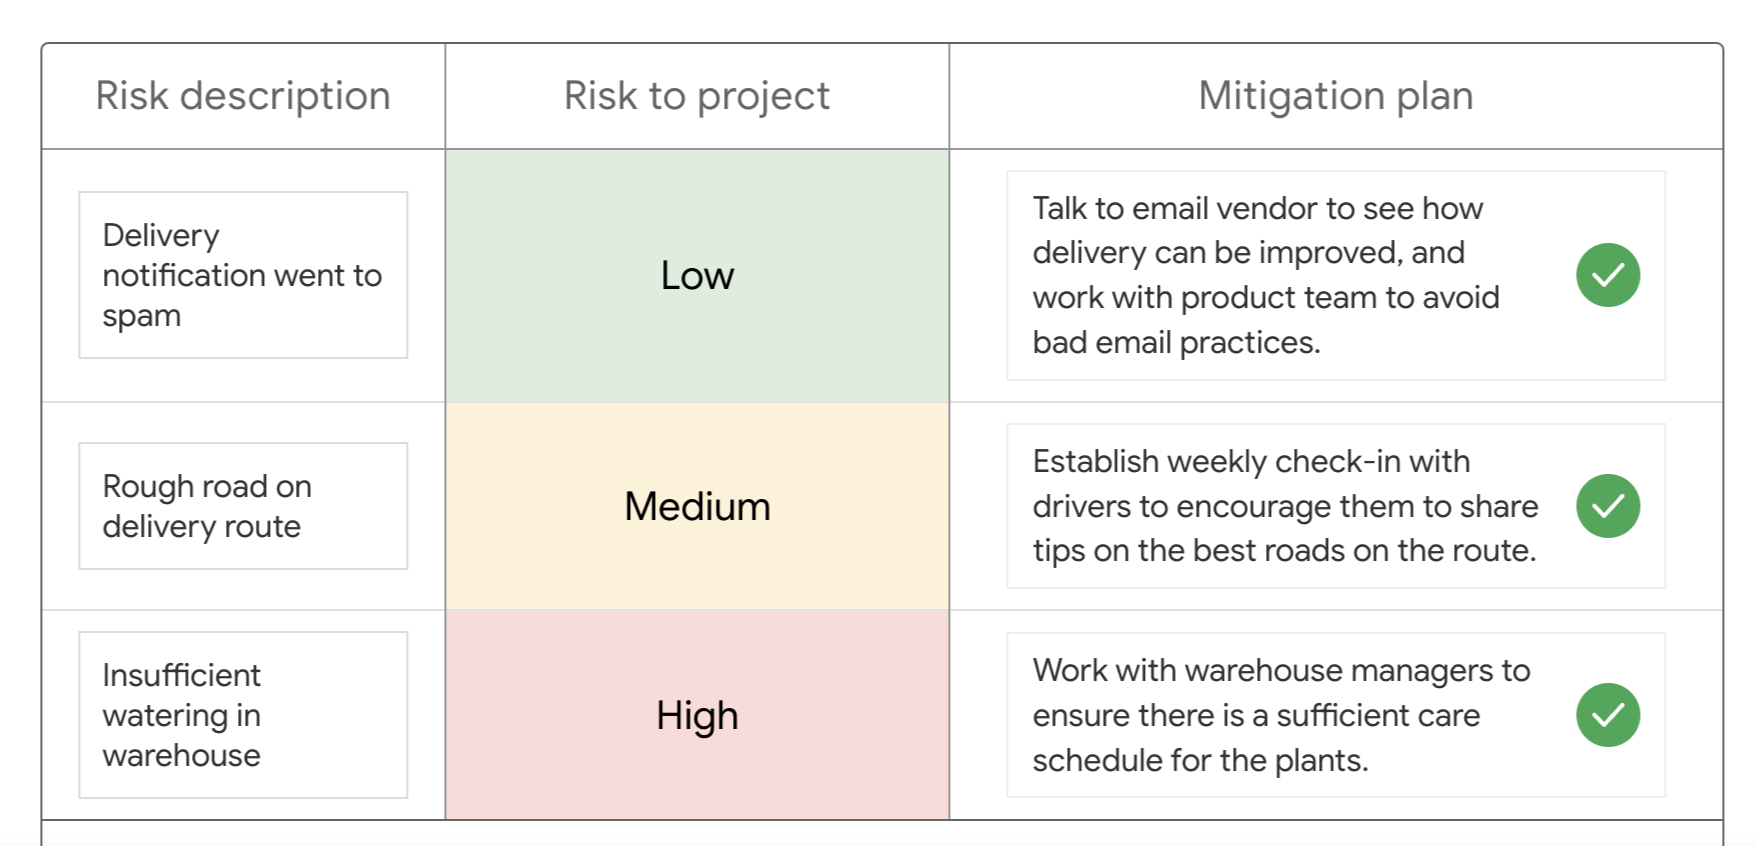 Risk description
Risk to project
Mitigation plan
Delivery
notification went to
spam
Low
Talk to email vendor to see how
delivery can be improved, and
work with product team to avoid
bad email practices.
Rough road on
delivery route
Medium
Establish weekly check-in with
drivers to encourage them to share
tips on the best roads on the route.
Insufficient
watering in
warehouse
High
Work with warehouse managers to
ensure there is a sufficient care
schedule for the plants.